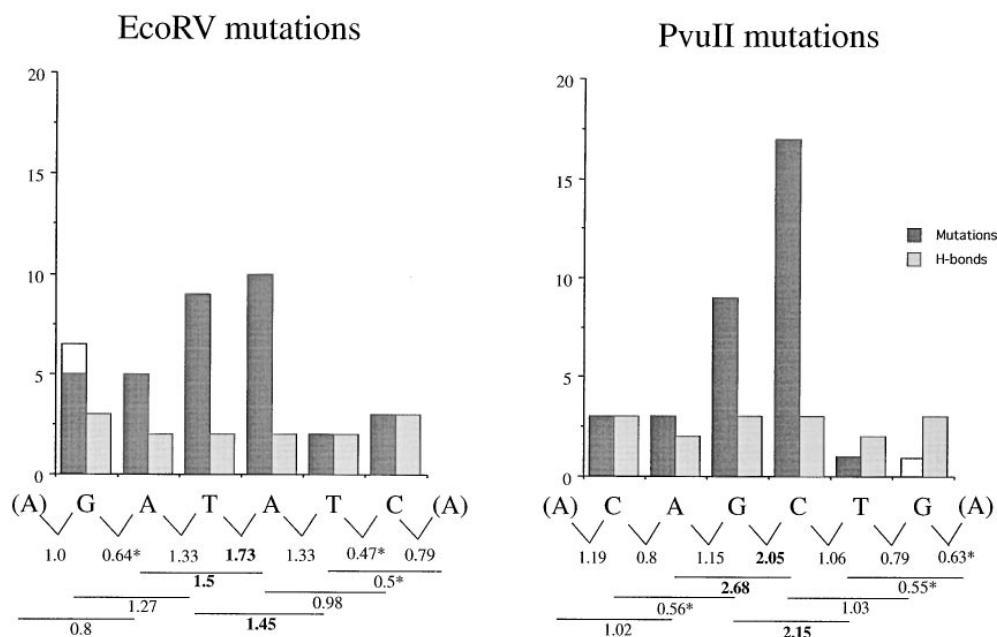 EcoRV mutations
PvuII mutations
20
15
10
5
0
20
15
10
5
0
Mutations
H-bonds
(A) G A T A T C (A)
(A) C A G C T G (A)
1.0 0.64* 1.33 1.73 1.33 0.47* 0.79
1.19 0.8 1.15 2.05 1.06 0.79 0.63*
1.5 0.5*
2.68 0.55*
1.27 0.98
0.56* 1.03
0.8 1.45
1.02 2.15